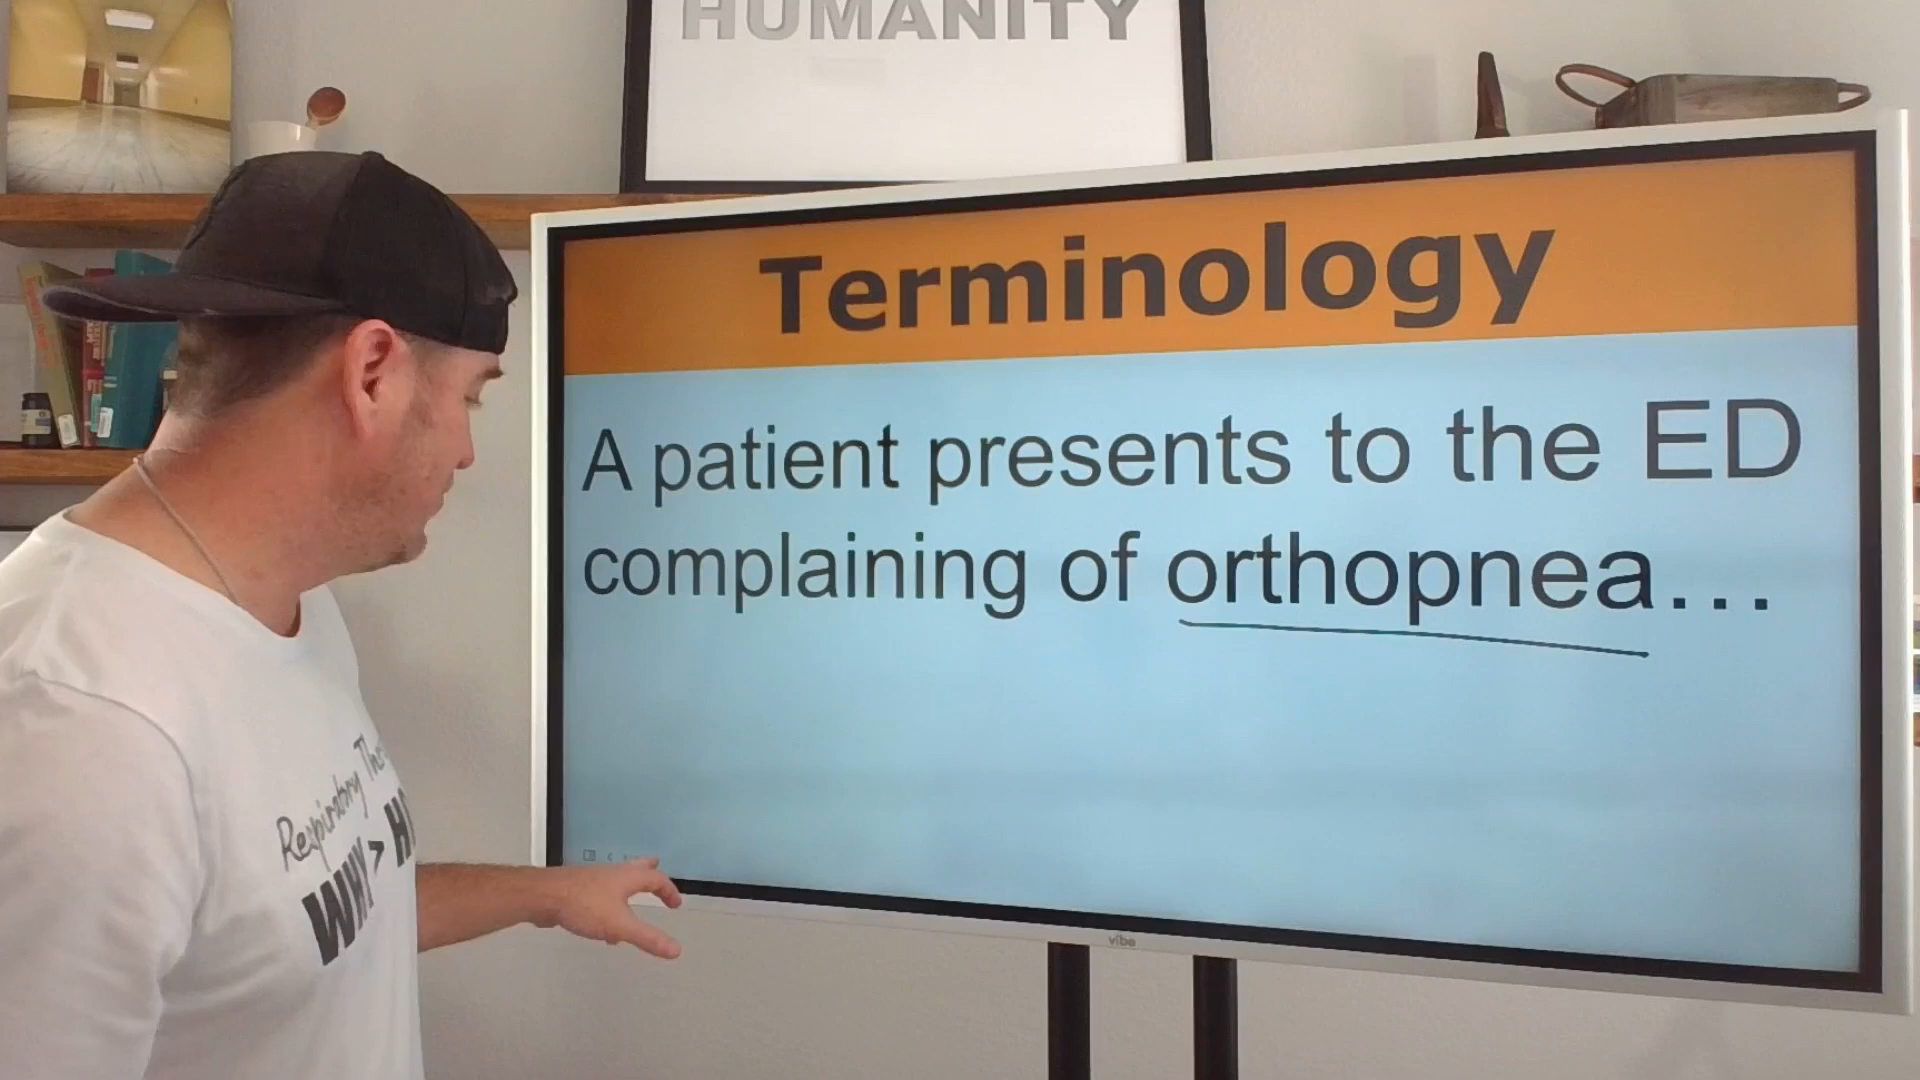 HUMANITY
Terminology
A patient presents to the ED
complaining of orthopnea...
Respiratory
WHY >
vibe